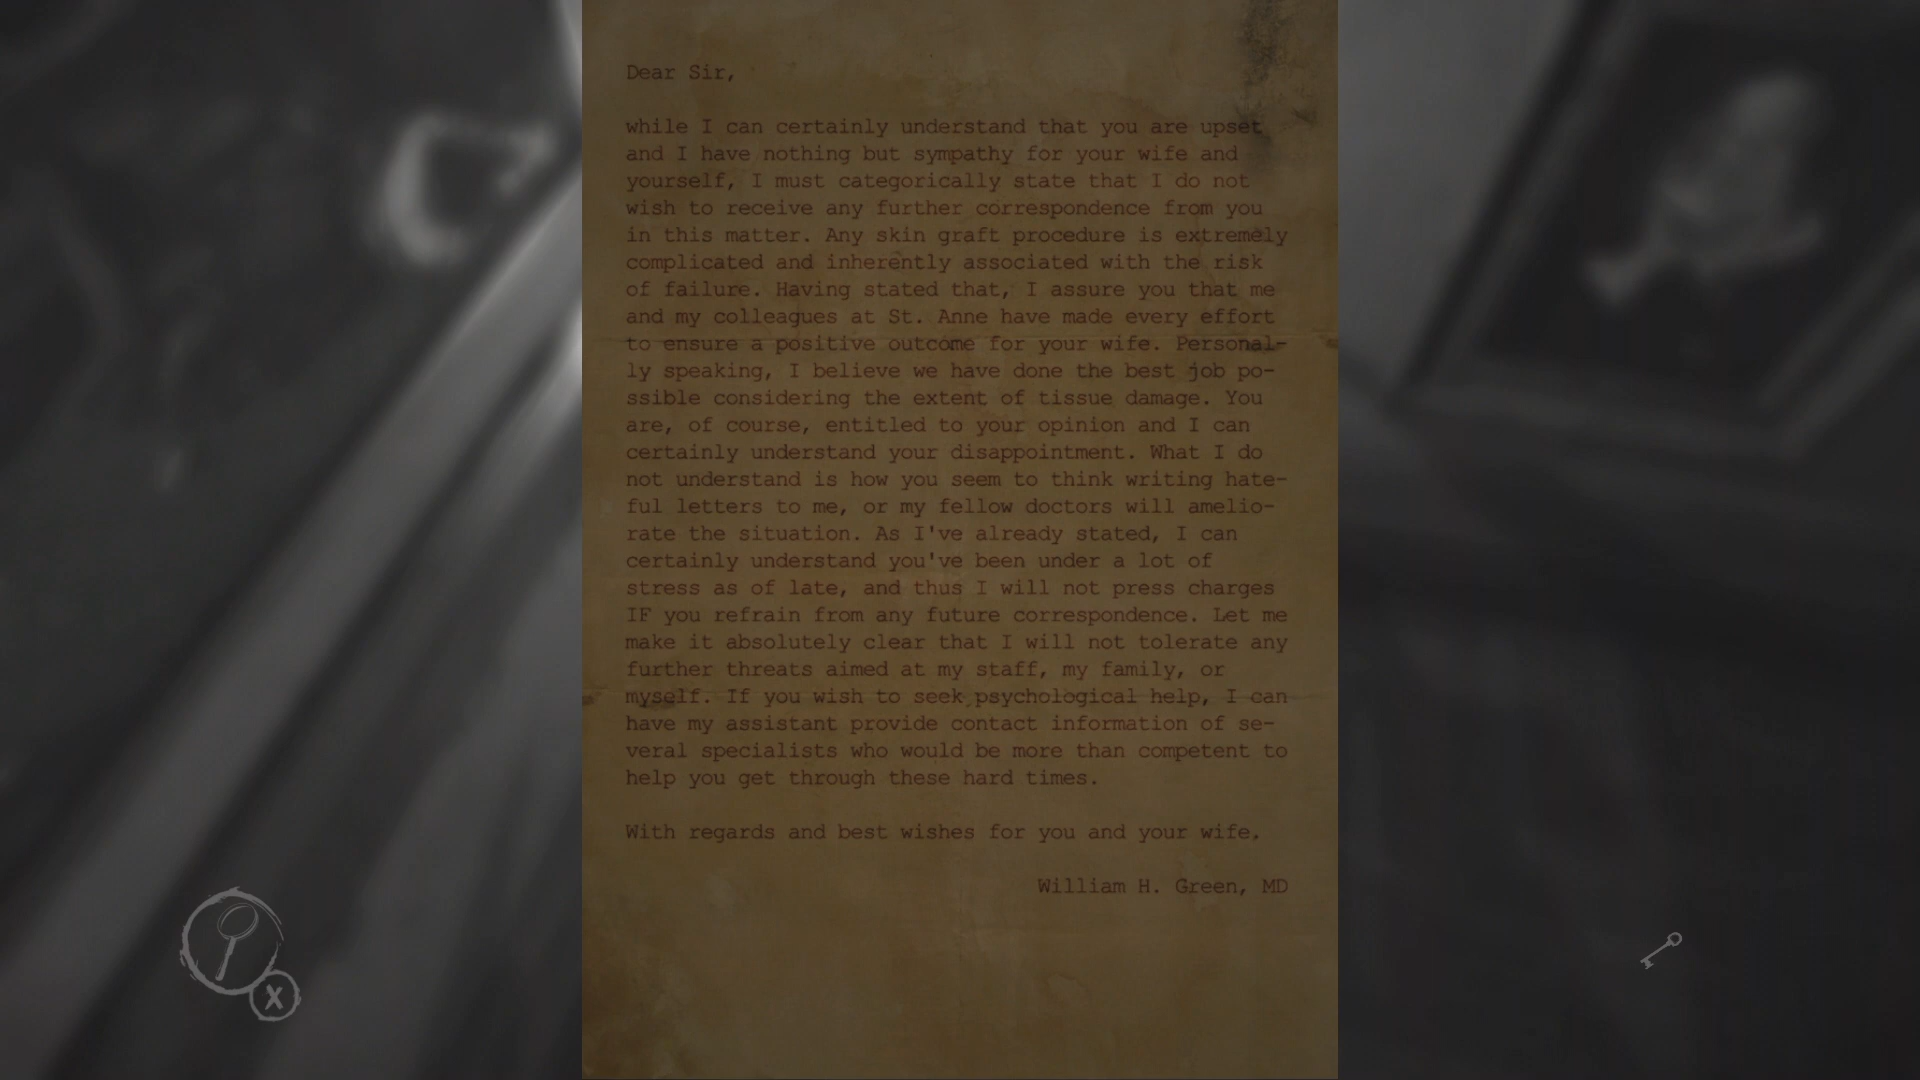 Dear Sir,
while I can certainly understand that you are upset
and I have nothing but sympathy for your wife and
yourself, I must categorically state that I do not
wish to receive any further correspondence from you
in this matter. Any skin graft procedure is extremely
complicated and inherently associated with the risk
of failure. Having stated that, I assure you that me
and my colleagues at St. Anne have made every effort
to ensure a positive outcome for your wife. Personal-
ly speaking, I believe we have done the best job po-
ssible considering the extent of tissue damage. You
are, of course, entitled to your opinion and I can
certainly understand your disappointment. What I do
not understand is how you seem to think writing hate-
ful letters to me, or my fellow doctors will amelio-
rate the situation. As I've already stated, I can
certainly understand you've been under a lot of
stress as of late, and thus I will not press charges
IF you refrain from any future correspondence. Let me
make it absolutely clear that I will not tolerate any
further threats aimed at my staff, my family, or
myself. If you wish to seek psychological help, I can
have my assistant provide contact information of se-
veral specialists who would be more than competent to
help you get through these hard times.
With regards and best wishes for you and your wife.
William H. Green, MD
X